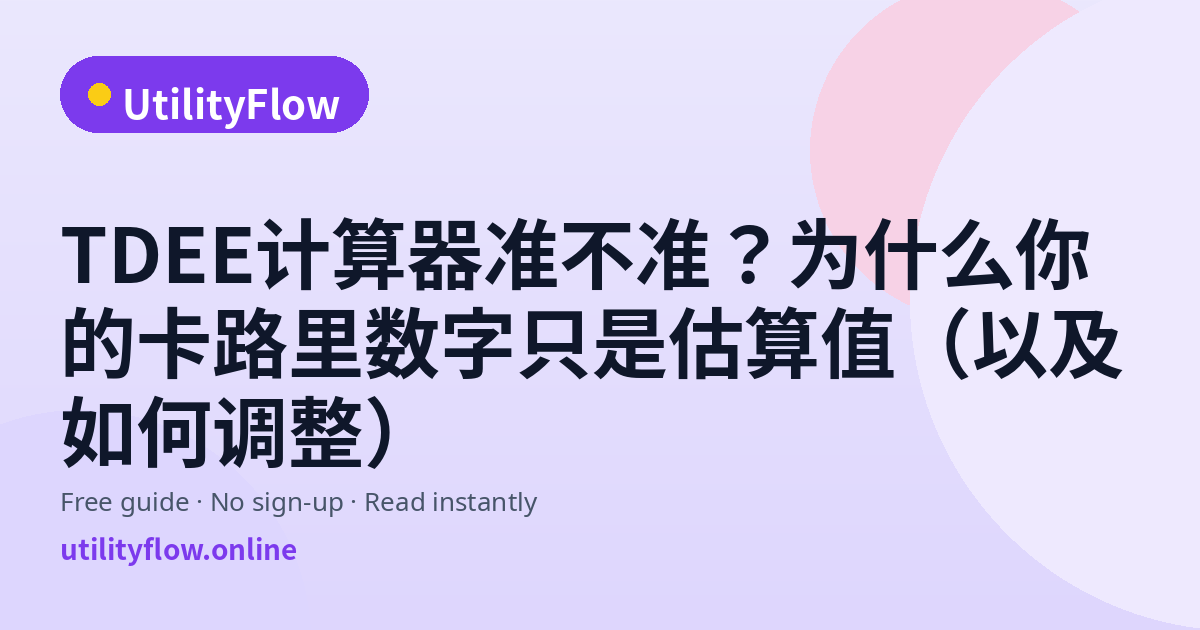 UtilityFlow
TDEE计算器准不准？为什么你
的卡路里数字只是估算值（以及
如何调整）
Free guide · No sign-up · Read instantly
utilityflow.online